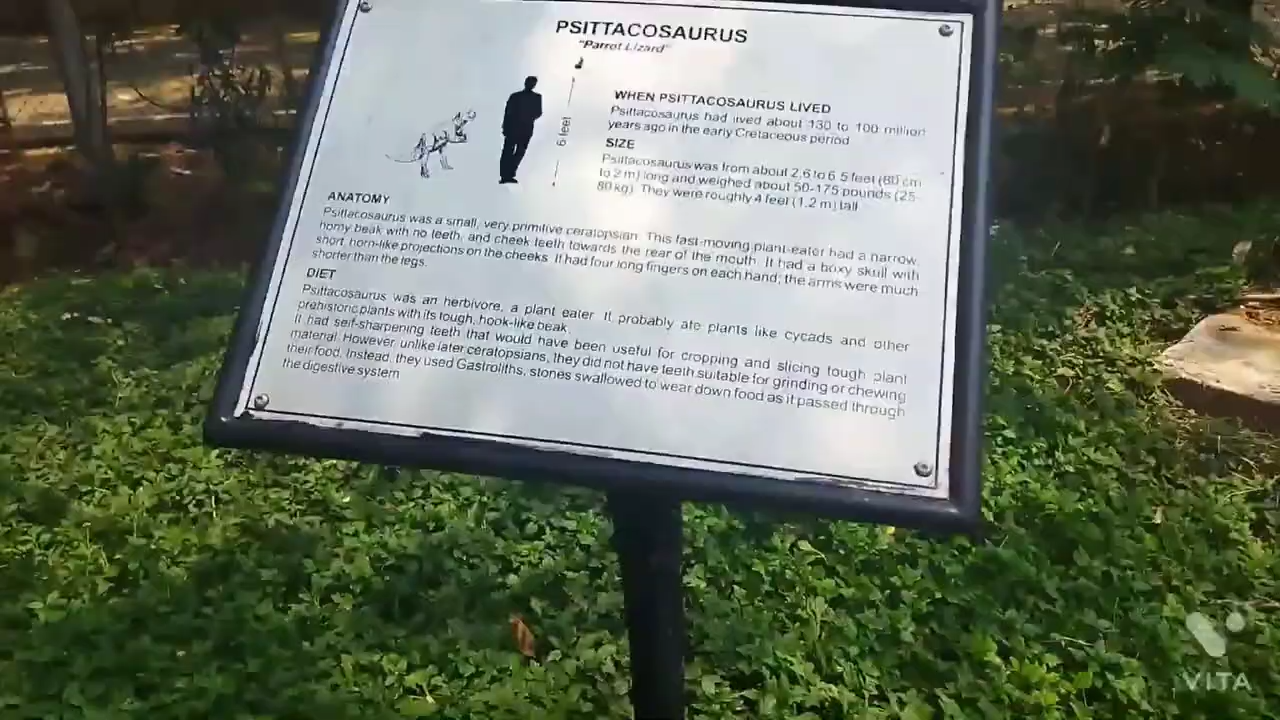 PSITTACOSAURUS
"Parrot Lizard"
6 feet
WHEN PSITTACOSAURUS LIVED
Psittacosaurus had lived about 130 to 100 million
years ago in the early Cretaceous period
SIZE
Psittacosaurus was from about 2.6 to 6.5 feet (80 cm
to 2 m) long and weighed about 50-175 pounds (25-
80 kg). They were roughly 4 feet (1.2 m) tall
ANATOMY
Psittacosaurus was a small, very primitive ceratopsian. This fast-moving plant-eater had a narrow,
horny beak with no teeth, and cheek teeth towards the rear of the mouth. It had a boxy skull with
short, horn-like projections on the cheeks. It had four long fingers on each hand; the arms were much
shorter than the legs.
DIET
Psittacosaurus was an herbivore, a plant eater. It probably ate plants like cycads and other
prehistoric plants with its tough, hook-like beak.
It had self-sharpening teeth that would have been useful for cropping and slicing tough plant
material. However, unlike later ceratopsians, they did not have teeth suitable for grinding or chewing
their food. Instead, they used Gastroliths, stones swallowed to wear down food as it passed through
the digestive system
VITA